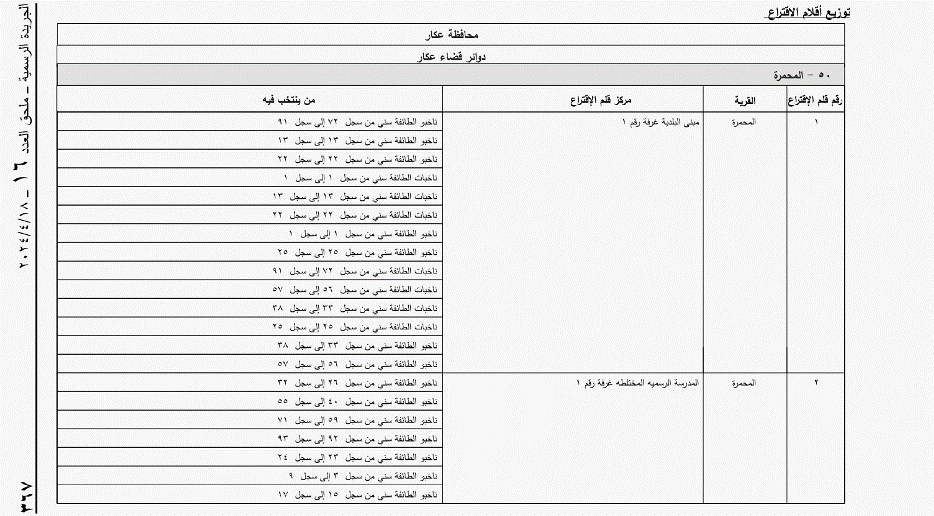 الجريدة الرسمية – ملحق العدد ١٦ – ٢٠٢٤/٤/١٨
٣٦٧
توزيع أقلام الاقتراع
محافظة عكار
دوائر قضاء عكار
٥٠ - المحمرة
رقم قلم الإقتراع القرية مركز قلم الإقتراع من ينتخب فيه
١ المحمرة مبنى البلدية غرفة رقم ١ ناخبو الطائفة سني من سجل ٧٢ إلى سجل ٩١
ناخبو الطائفة سني من سجل ١٣ إلى سجل ١٣
ناخبو الطائفة سني من سجل ٢٢ إلى سجل ٢٢
ناخبات الطائفة سني من سجل ١ إلى سجل ١
ناخبات الطائفة سني من سجل ١٣ إلى سجل ١٣
ناخبات الطائفة سني من سجل ٢٢ إلى سجل ٢٢
ناخبو الطائفة سني من سجل ١ إلى سجل ١
ناخبو الطائفة سني من سجل ٢٥ إلى سجل ٢٥
ناخبات الطائفة سني من سجل ٧٢ إلى سجل ٩١
ناخبات الطائفة سني من سجل ٥٦ إلى سجل ٥٧
ناخبات الطائفة سني من سجل ٣٣ إلى سجل ٣٨
ناخبات الطائفة سني من سجل ٢٥ إلى سجل ٢٥
ناخبو الطائفة سني من سجل ٣٣ إلى سجل ٣٨
ناخبو الطائفة سني من سجل ٥٦ إلى سجل ٥٧
٢ المحمرة المدرسة الرسميه المختلطه غرفة رقم ١ ناخبو الطائفة سني من سجل ٢٦ إلى سجل ٣٢
ناخبو الطائفة سني من سجل ٤٠ إلى سجل ٥٥
ناخبو الطائفة سني من سجل ٥٩ إلى سجل ٧١
ناخبو الطائفة سني من سجل ٩٢ إلى سجل ٩٣
ناخبو الطائفة سني من سجل ٢٣ إلى سجل ٢٤
ناخبو الطائفة سني من سجل ٣ إلى سجل ٩
ناخبو الطائفة سني من سجل ١٥ إلى سجل ١٧